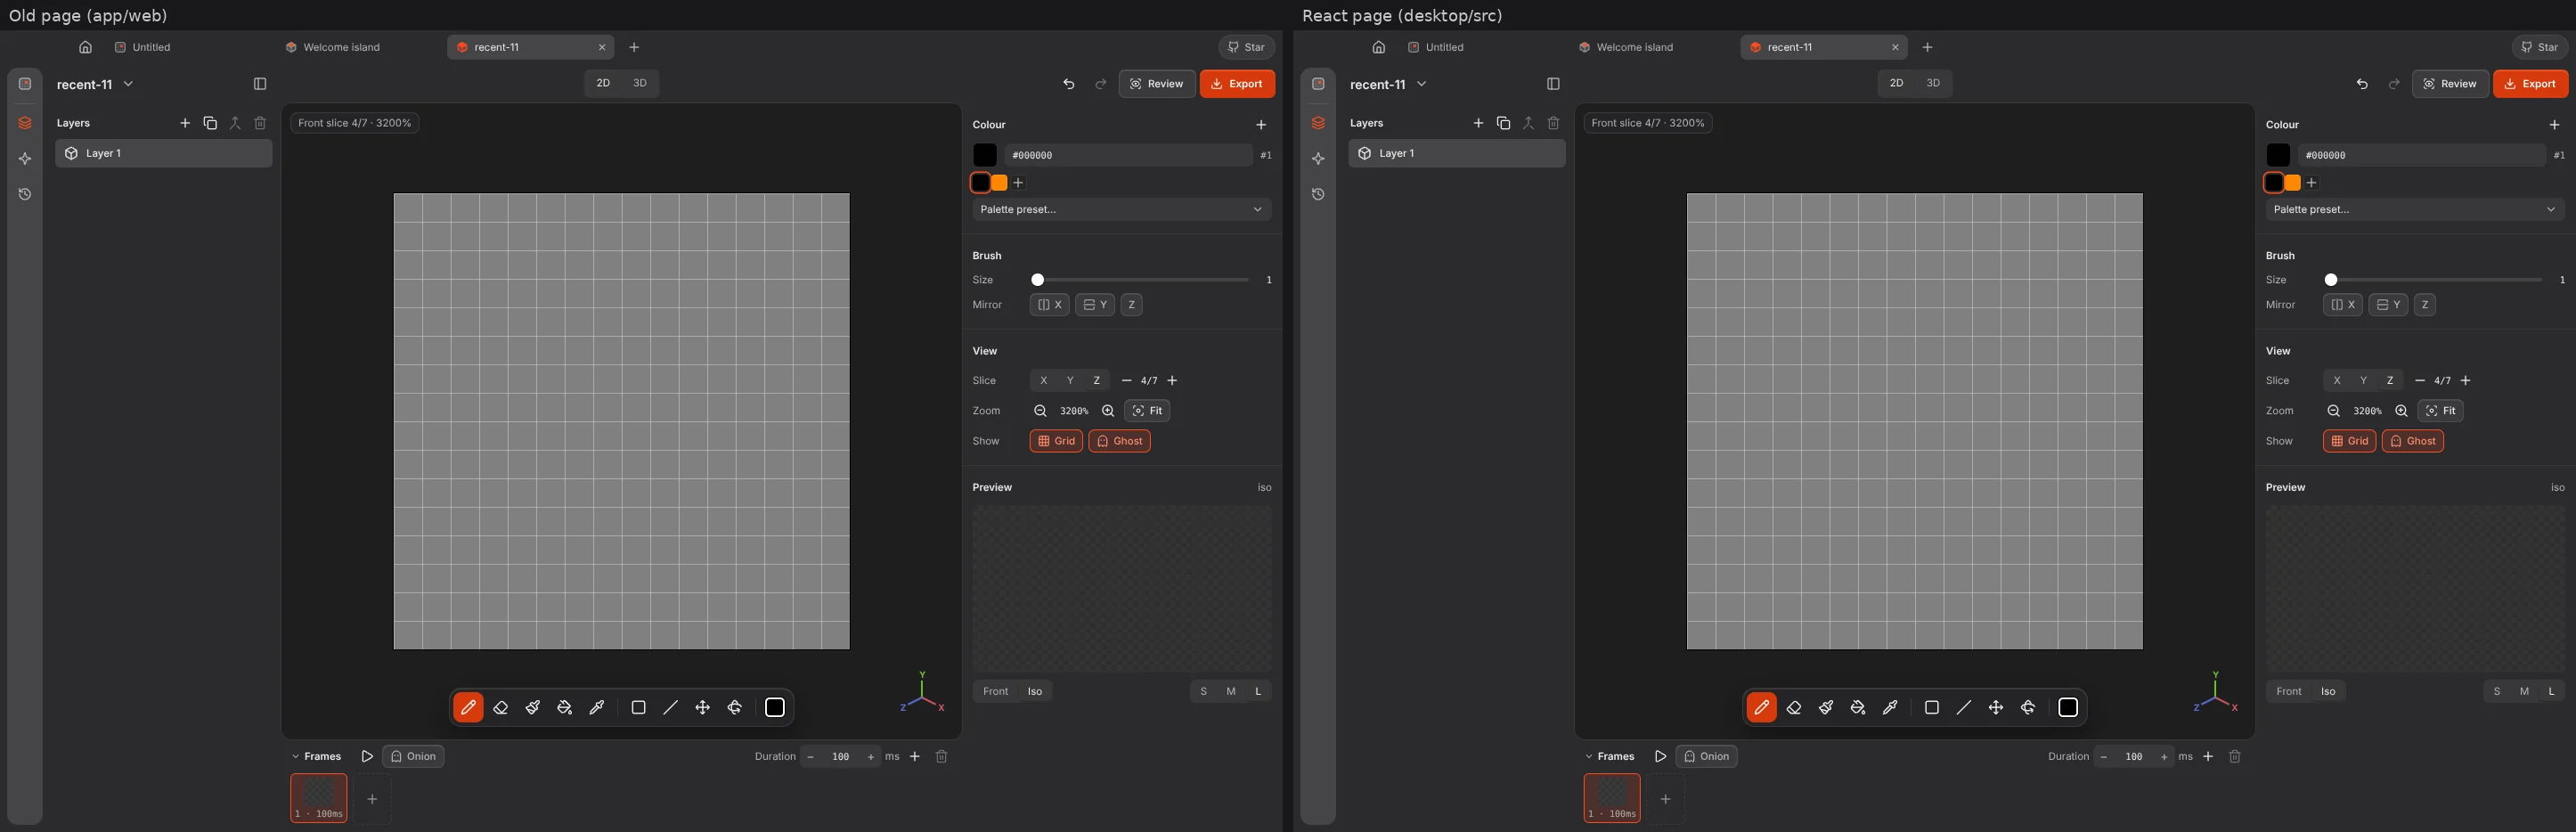 Old page (app/web)
Untitled
Welcome island
recent-11
Star
recent-11
2D 3D
Review
Export
Layers
Layer 1
Front slice 4/7 · 3200%
Colour
#000000 #1
Palette preset...
Brush
Size 1
Mirror X Y Z
View
Slice X Y Z 4/7
Zoom 3200% Fit
Show Grid Ghost
Preview iso
Front Iso S M L
Y
Z X
Frames Onion Duration - 100 + ms
1 · 100ms
React page (desktop/src)
Untitled
Welcome island
recent-11
Star
recent-11
2D 3D
Review
Export
Layers
Layer 1
Front slice 4/7 · 3200%
Colour
#000000 #1
Palette preset...
Brush
Size 1
Mirror X Y Z
View
Slice X Y Z 4/7
Zoom 3200% Fit
Show Grid Ghost
Preview iso
Front Iso S M L
Y
Z X
Frames Onion Duration - 100 + ms
1 · 100ms